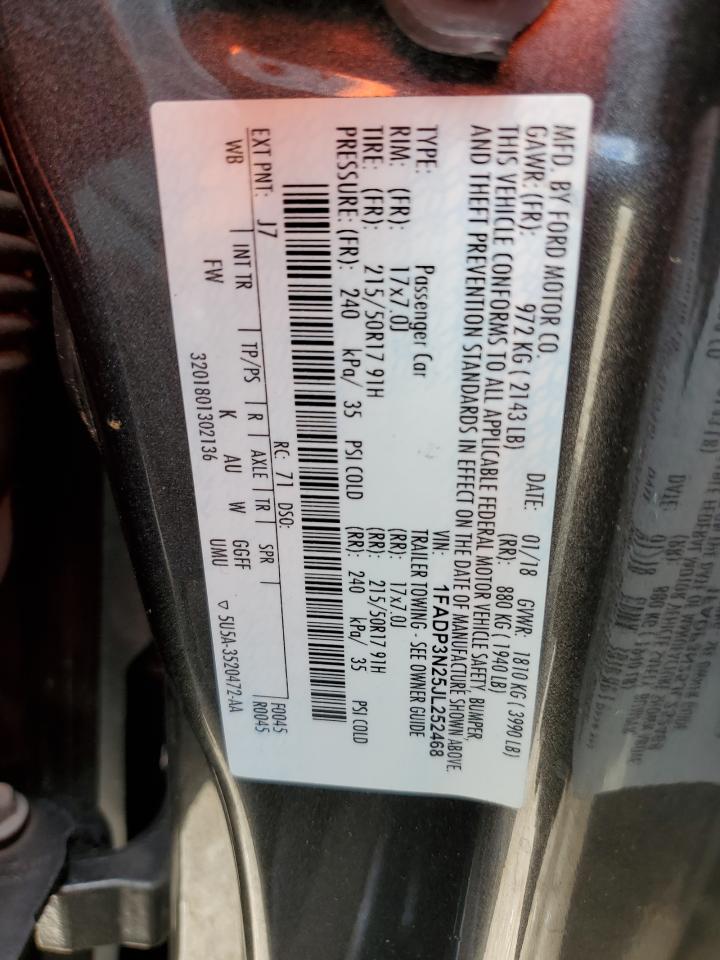 MFD. BY FORD MOTOR CO.
DATE: 01/18 GVWR: 1810 KG ( 3990 LB)
GAWR: (FR): 972 KG ( 2143 LB) (RR): 880 KG ( 1940 LB)
THIS VEHICLE CONFORMS TO ALL APPLICABLE FEDERAL MOTOR VEHICLE SAFETY, BUMPER,
AND THEFT PREVENTION STANDARDS IN EFFECT ON THE DATE OF MANUFACTURE SHOWN ABOVE.
VIN: 1FADP3N25JL252468
TYPE: Passenger Car TRAILER TOWING - SEE OWNER GUIDE
RIM: (FR): 17x7.0J (RR): 17x7.0J
TIRE: (FR): 215/50R17 91H (RR): 215/50R17 91H
PRESSURE: (FR): 240 kPa/ 35 PSI COLD (RR): 240 kPa/ 35 PSI COLD
EXT PNT: J7 RC: 71 DSO: F0045
WB INT TR TP/PS R AXLE TR SPR R0045
FW K AU W GGFF 5U5A-3520472-AA
3201801302136 UMU